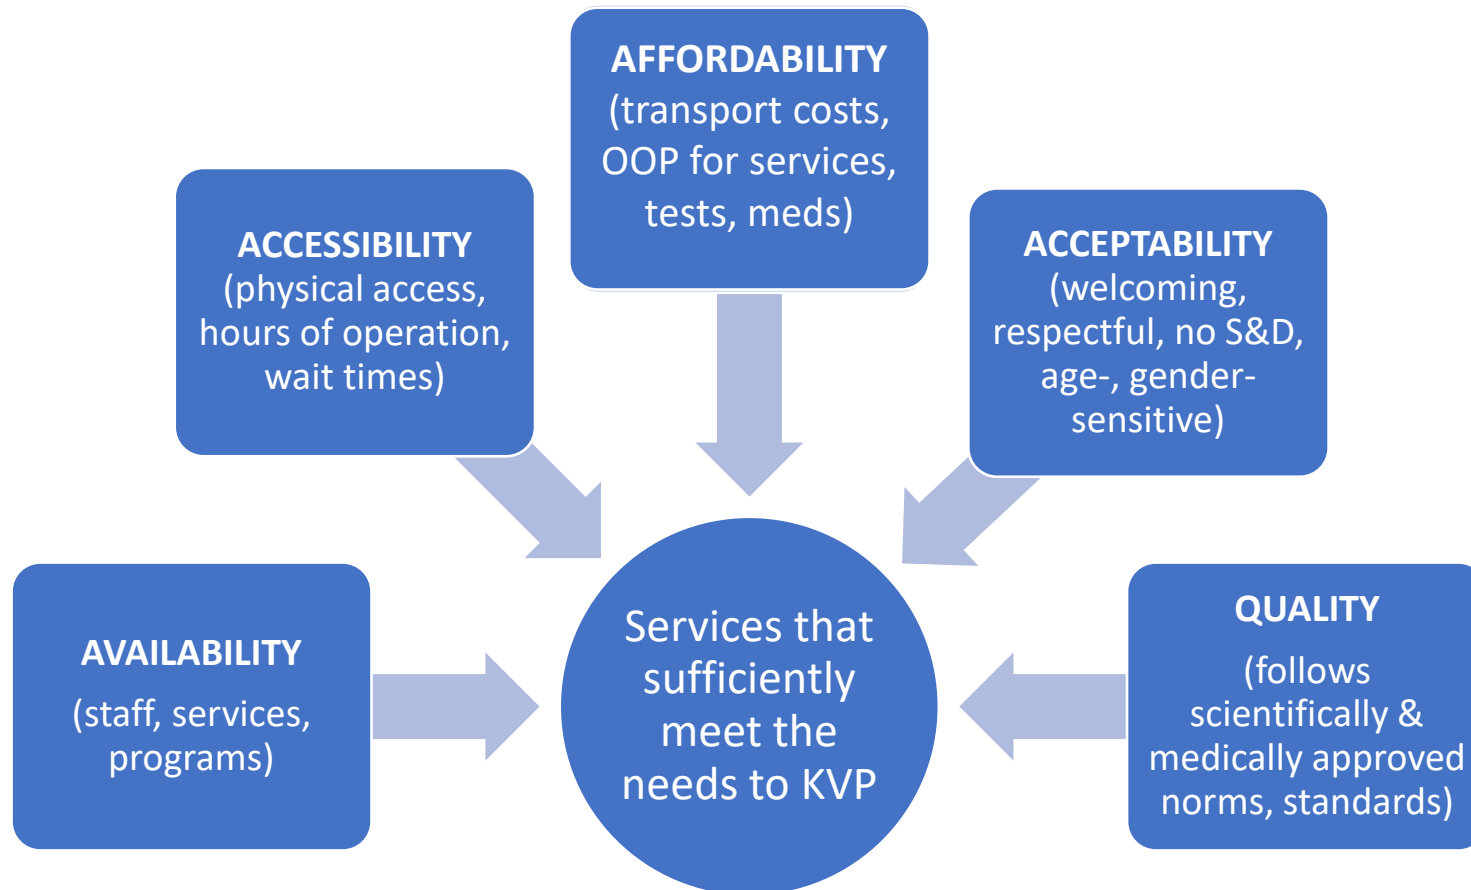 AFFORDABILITY
(transport costs,
OOP for services,
tests, meds)
ACCESSIBILITY
(physical access,
hours of operation,
wait times)
ACCEPTABILITY
(welcoming,
respectful, no S&D,
age-, gender-
sensitive)
AVAILABILITY
(staff, services,
programs)
Services that
sufficiently
meet the
needs to KVP
QUALITY
(follows
scientifically &
medically approved
norms, standards)